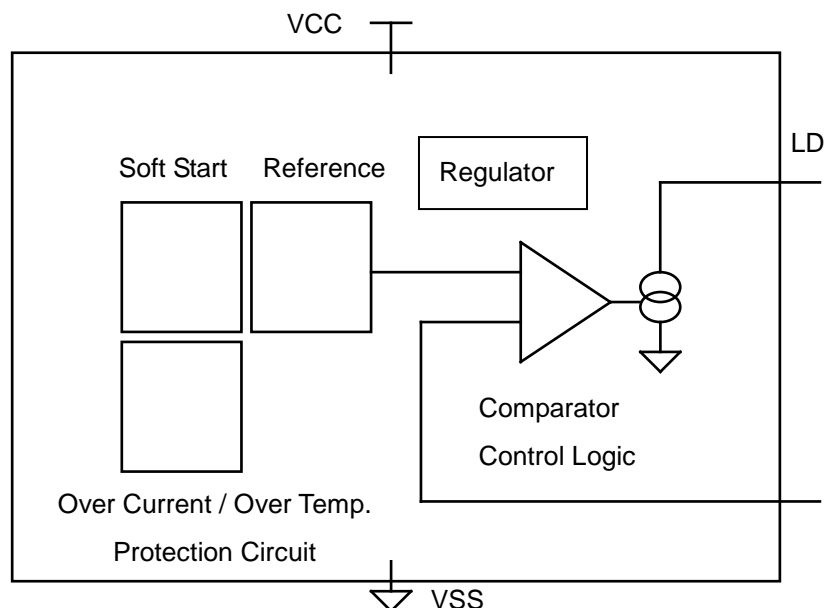 VCC
LD
Soft Start
Reference
Regulator
Comparator
Control Logic
Over Current / Over Temp.
Protection Circuit
VSS